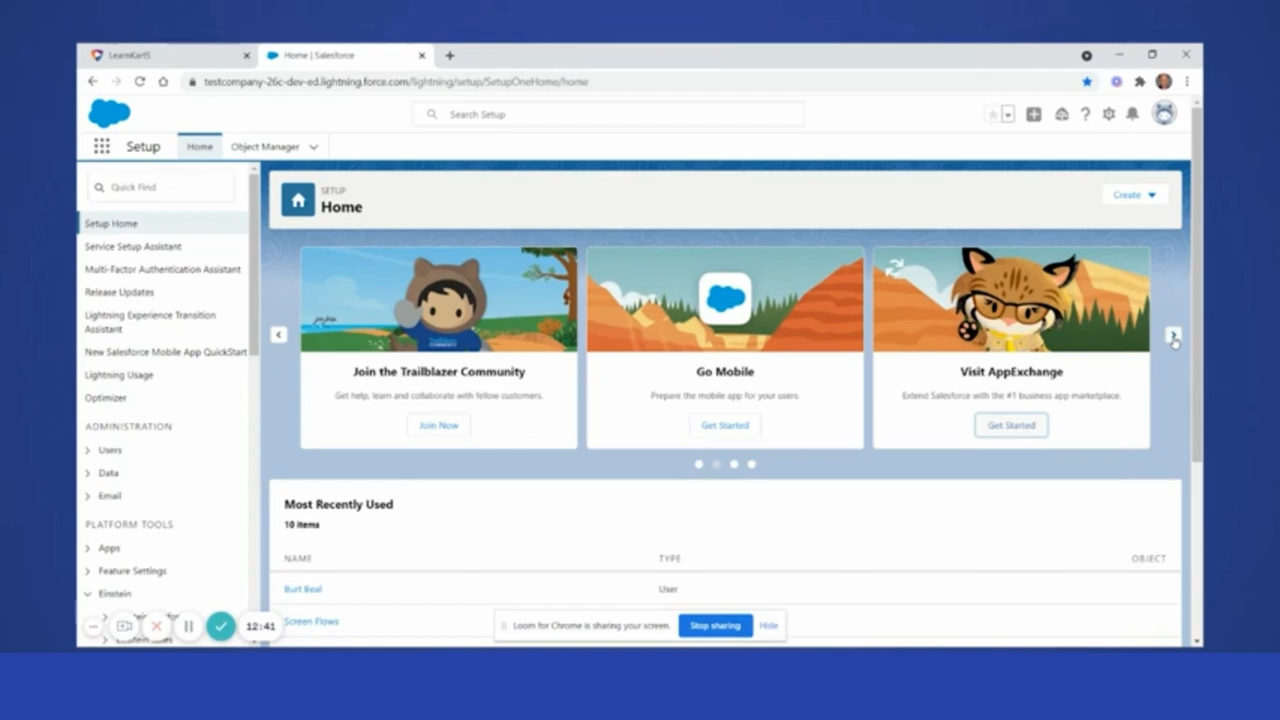 LearnKartS
Home | Salesforce
testcompany-26c-dev-ed.lightning.force.com/lightning/setup/SetupOneHome/home
Search Setup
Setup
Home
Object Manager
Quick Find
Setup Home
Service Setup Assistant
Multi-Factor Authentication Assistant
Release Updates
Lightning Experience Transition
Assistant
New Salesforce Mobile App QuickStart
Lightning Usage
Optimizer
ADMINISTRATION
Users
Data
Email
PLATFORM TOOLS
Apps
Feature Settings
Einstein
SETUP
Home
Create
Join the Trailblazer Community
Get help, learn and collaborate with fellow customers.
Join Now
Go Mobile
Prepare the mobile app for your users.
Get Started
Visit AppExchange
Extend Salesforce with the #1 business app marketplace.
Get Started
Most Recently Used
10 items
NAME TYPE OBJECT
Burt Beal User
Screen Flows
12:41
Loom for Chrome is sharing your screen.
Stop sharing
Hide